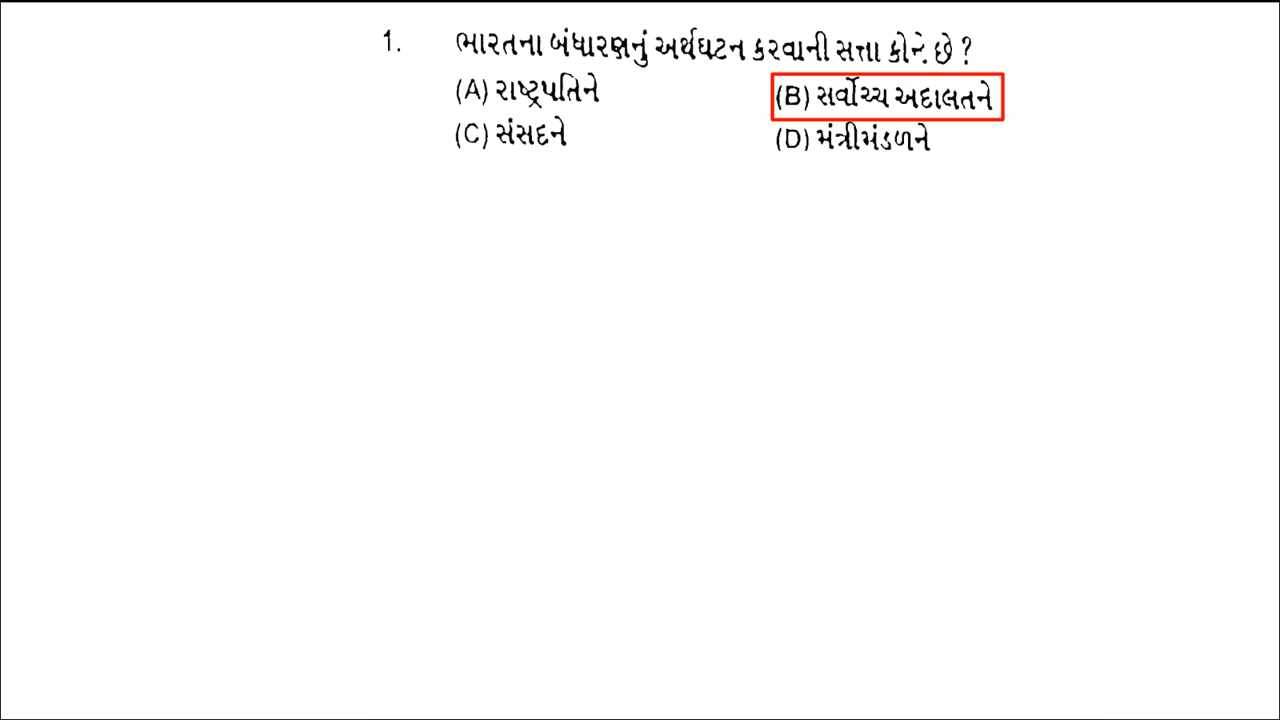 1. ભારતના બંધારણનું અર્થઘટન કરવાની સત્તા કોને છે ?
(A) રાષ્ટ્રપતિને (B) સર્વોચ્ચ અદાલતને
(C) સંસદને (D) મંત્રીમંડળને